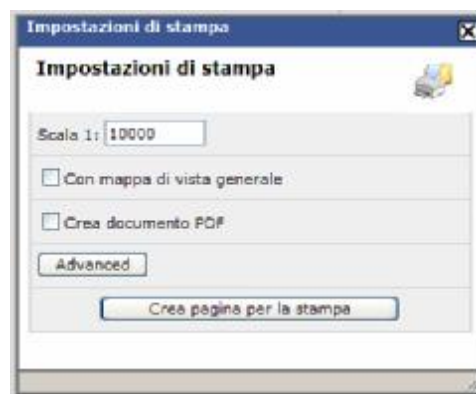 Impostazioni di stampa
Impostazioni di stampa
Scala 1: 10000
Con mappa di vista generale
Crea documento PDF
Advanced
Crea pagina per la stampa